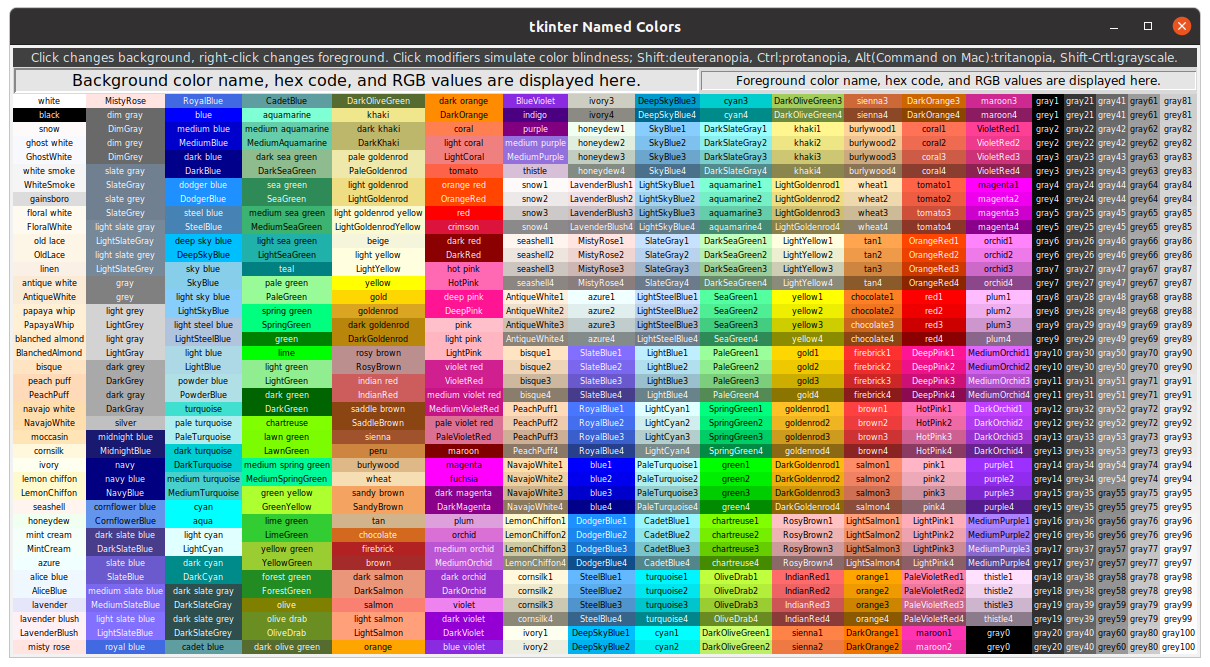 tkinter Named Colors
Click changes background, right-click changes foreground. Click modifiers simulate color blindness; Shift:deuteranopia, Ctrl:protanopia, Alt(Command on Mac):tritanopia, Shift-Crtl:grayscale.
Background color name, hex code, and RGB values are displayed here. Foreground color name, hex code, and RGB values are displayed here.
white MistyRose RoyalBlue CadetBlue DarkOliveGreen dark orange BlueViolet ivory3 DeepSkyBlue3 cyan3 DarkOliveGreen3 sienna3 DarkOrange3 maroon3 gray1 gray21 gray41 gray61 gray81
black dim gray blue aquamarine khaki DarkOrange indigo ivory4 DeepSkyBlue4 cyan4 DarkOliveGreen4 sienna4 DarkOrange4 maroon4 grey1 grey21 grey41 grey61 grey81
snow DimGray medium blue medium aquamarine dark khaki coral purple honeydew1 SkyBlue1 DarkSlateGray1 khaki1 burlywood1 coral1 VioletRed1 gray2 gray22 gray42 gray62 gray82
ghost white dim grey MediumBlue MediumAquamarine DarkKhaki light coral medium purple honeydew2 SkyBlue2 DarkSlateGray2 khaki2 burlywood2 coral2 VioletRed2 grey2 grey22 grey42 grey62 grey82
GhostWhite DimGrey dark blue dark sea green pale goldenrod LightCoral MediumPurple honeydew3 SkyBlue3 DarkSlateGray3 khaki3 burlywood3 coral3 VioletRed3 gray3 gray23 gray43 gray63 gray83
white smoke slate gray DarkBlue DarkSeaGreen PaleGoldenrod tomato thistle honeydew4 SkyBlue4 DarkSlateGray4 khaki4 burlywood4 coral4 VioletRed4 grey3 grey23 grey43 grey63 grey83
WhiteSmoke SlateGray dodger blue sea green light goldenrod orange red snow1 LavenderBlush1 LightSkyBlue1 aquamarine1 LightGoldenrod1 wheat1 tomato1 magenta1 gray4 gray24 gray44 gray64 gray84
gainsboro slate grey DodgerBlue SeaGreen LightGoldenrod OrangeRed snow2 LavenderBlush2 LightSkyBlue2 aquamarine2 LightGoldenrod2 wheat2 tomato2 magenta2 grey4 grey24 grey44 grey64 grey84
floral white SlateGrey steel blue medium sea green light goldenrod yellow red snow3 LavenderBlush3 LightSkyBlue3 aquamarine3 LightGoldenrod3 wheat3 tomato3 magenta3 gray5 gray25 gray45 gray65 gray85
FloralWhite light slate gray SteelBlue MediumSeaGreen LightGoldenrodYellow crimson snow4 LavenderBlush4 LightSkyBlue4 aquamarine4 LightGoldenrod4 wheat4 tomato4 magenta4 grey5 grey25 grey45 grey65 grey85
old lace LightSlateGray deep sky blue light sea green beige dark red seashell1 MistyRose1 SlateGray1 DarkSeaGreen1 LightYellow1 tan1 OrangeRed1 orchid1 gray6 gray26 gray46 gray66 gray86
OldLace light slate grey DeepSkyBlue LightSeaGreen light yellow DarkRed seashell2 MistyRose2 SlateGray2 DarkSeaGreen2 LightYellow2 tan2 OrangeRed2 orchid2 grey6 grey26 grey46 grey66 grey86
linen LightSlateGrey sky blue teal LightYellow hot pink seashell3 MistyRose3 SlateGray3 DarkSeaGreen3 LightYellow3 tan3 OrangeRed3 orchid3 gray7 gray27 gray47 gray67 gray87
antique white gray SkyBlue pale green yellow HotPink seashell4 MistyRose4 SlateGray4 DarkSeaGreen4 LightYellow4 tan4 OrangeRed4 orchid4 grey7 grey27 grey47 grey67 grey87
AntiqueWhite grey light sky blue PaleGreen gold deep pink AntiqueWhite1 azure1 LightSteelBlue1 SeaGreen1 yellow1 chocolate1 red1 plum1 gray8 gray28 gray48 gray68 gray88
papaya whip light grey LightSkyBlue spring green goldenrod DeepPink AntiqueWhite2 azure2 LightSteelBlue2 SeaGreen2 yellow2 chocolate2 red2 plum2 grey8 grey28 grey48 grey68 grey88
PapayaWhip LightGrey light steel blue SpringGreen dark goldenrod pink AntiqueWhite3 azure3 LightSteelBlue3 SeaGreen3 yellow3 chocolate3 red3 plum3 gray9 gray29 gray49 gray69 gray89
blanched almond light gray LightSteelBlue green DarkGoldenrod light pink AntiqueWhite4 azure4 LightSteelBlue4 SeaGreen4 yellow4 chocolate4 red4 plum4 grey9 grey29 grey49 grey69 grey89
BlanchedAlmond LightGray light blue lime rosy brown LightPink bisque1 SlateBlue1 LightBlue1 PaleGreen1 gold1 firebrick1 DeepPink1 MediumOrchid1 gray10 gray30 gray50 gray70 gray90
bisque dark grey LightBlue light green RosyBrown violet red bisque2 SlateBlue2 LightBlue2 PaleGreen2 gold2 firebrick2 DeepPink2 MediumOrchid2 grey10 grey30 grey50 grey70 grey90
peach puff DarkGrey powder blue LightGreen indian red VioletRed bisque3 SlateBlue3 LightBlue3 PaleGreen3 gold3 firebrick3 DeepPink3 MediumOrchid3 gray11 gray31 gray51 gray71 gray91
PeachPuff dark gray PowderBlue dark green IndianRed medium violet red bisque4 SlateBlue4 LightBlue4 PaleGreen4 gold4 firebrick4 DeepPink4 MediumOrchid4 grey11 grey31 grey51 grey71 grey91
navajo white DarkGray turquoise DarkGreen saddle brown MediumVioletRed PeachPuff1 RoyalBlue1 LightCyan1 SpringGreen1 goldenrod1 brown1 HotPink1 DarkOrchid1 gray12 gray32 gray52 gray72 gray92
NavajoWhite silver pale turquoise chartreuse SaddleBrown pale violet red PeachPuff2 RoyalBlue2 LightCyan2 SpringGreen2 goldenrod2 brown2 HotPink2 DarkOrchid2 grey12 grey32 grey52 grey72 grey92
moccasin midnight blue PaleTurquoise lawn green sienna PaleVioletRed PeachPuff3 RoyalBlue3 LightCyan3 SpringGreen3 goldenrod3 brown3 HotPink3 DarkOrchid3 gray13 gray33 gray53 gray73 gray93
cornsilk MidnightBlue dark turquoise LawnGreen peru maroon PeachPuff4 RoyalBlue4 LightCyan4 SpringGreen4 goldenrod4 brown4 HotPink4 DarkOrchid4 grey13 grey33 grey53 grey73 grey93
ivory navy DarkTurquoise medium spring green burlywood magenta NavajoWhite1 blue1 PaleTurquoise1 green1 DarkGoldenrod1 salmon1 pink1 purple1 gray14 gray34 gray54 gray74 gray94
lemon chiffon navy blue medium turquoise MediumSpringGreen wheat fuchsia NavajoWhite2 blue2 PaleTurquoise2 green2 DarkGoldenrod2 salmon2 pink2 purple2 grey14 grey34 grey54 grey74 grey94
LemonChiffon NavyBlue MediumTurquoise green yellow sandy brown dark magenta NavajoWhite3 blue3 PaleTurquoise3 green3 DarkGoldenrod3 salmon3 pink3 purple3 gray15 gray35 gray55 gray75 gray95
seashell cornflower blue cyan GreenYellow SandyBrown DarkMagenta NavajoWhite4 blue4 PaleTurquoise4 green4 DarkGoldenrod4 salmon4 pink4 purple4 grey15 grey35 grey55 grey75 grey95
honeydew CornflowerBlue aqua lime green tan plum LemonChiffon1 DodgerBlue1 CadetBlue1 chartreuse1 RosyBrown1 LightSalmon1 LightPink1 MediumPurple1 gray16 gray36 gray56 gray76 gray96
mint cream dark slate blue light cyan LimeGreen chocolate orchid LemonChiffon2 DodgerBlue2 CadetBlue2 chartreuse2 RosyBrown2 LightSalmon2 LightPink2 MediumPurple2 grey16 grey36 grey56 grey76 grey96
MintCream DarkSlateBlue LightCyan yellow green firebrick medium orchid LemonChiffon3 DodgerBlue3 CadetBlue3 chartreuse3 RosyBrown3 LightSalmon3 LightPink3 MediumPurple3 gray17 gray37 gray57 gray77 gray97
azure slate blue dark cyan YellowGreen brown MediumOrchid LemonChiffon4 DodgerBlue4 CadetBlue4 chartreuse4 RosyBrown4 LightSalmon4 LightPink4 MediumPurple4 grey17 grey37 grey57 grey77 grey97
alice blue SlateBlue DarkCyan forest green dark salmon dark orchid cornsilk1 SteelBlue1 turquoise1 OliveDrab1 IndianRed1 orange1 PaleVioletRed1 thistle1 gray18 gray38 gray58 gray78 gray98
AliceBlue medium slate blue dark slate gray ForestGreen DarkSalmon DarkOrchid cornsilk2 SteelBlue2 turquoise2 OliveDrab2 IndianRed2 orange2 PaleVioletRed2 thistle2 grey18 grey38 grey58 grey78 grey98
lavender MediumSlateBlue DarkSlateGray olive salmon violet cornsilk3 SteelBlue3 turquoise3 OliveDrab3 IndianRed3 orange3 PaleVioletRed3 thistle3 gray19 gray39 gray59 gray79 gray99
lavender blush light slate blue dark slate grey olive drab light salmon dark violet cornsilk4 SteelBlue4 turquoise4 OliveDrab4 IndianRed4 orange4 PaleVioletRed4 thistle4 grey19 grey39 grey59 grey79 grey99
LavenderBlush LightSlateBlue DarkSlateGrey OliveDrab LightSalmon DarkViolet ivory1 DeepSkyBlue1 cyan1 DarkOliveGreen1 sienna1 DarkOrange1 maroon1 gray0 gray20 gray40 gray60 gray80 gray100
misty rose royal blue cadet blue dark olive green orange blue violet ivory2 DeepSkyBlue2 cyan2 DarkOliveGreen2 sienna2 DarkOrange2 maroon2 grey0 grey20 grey40 grey60 grey80 grey100